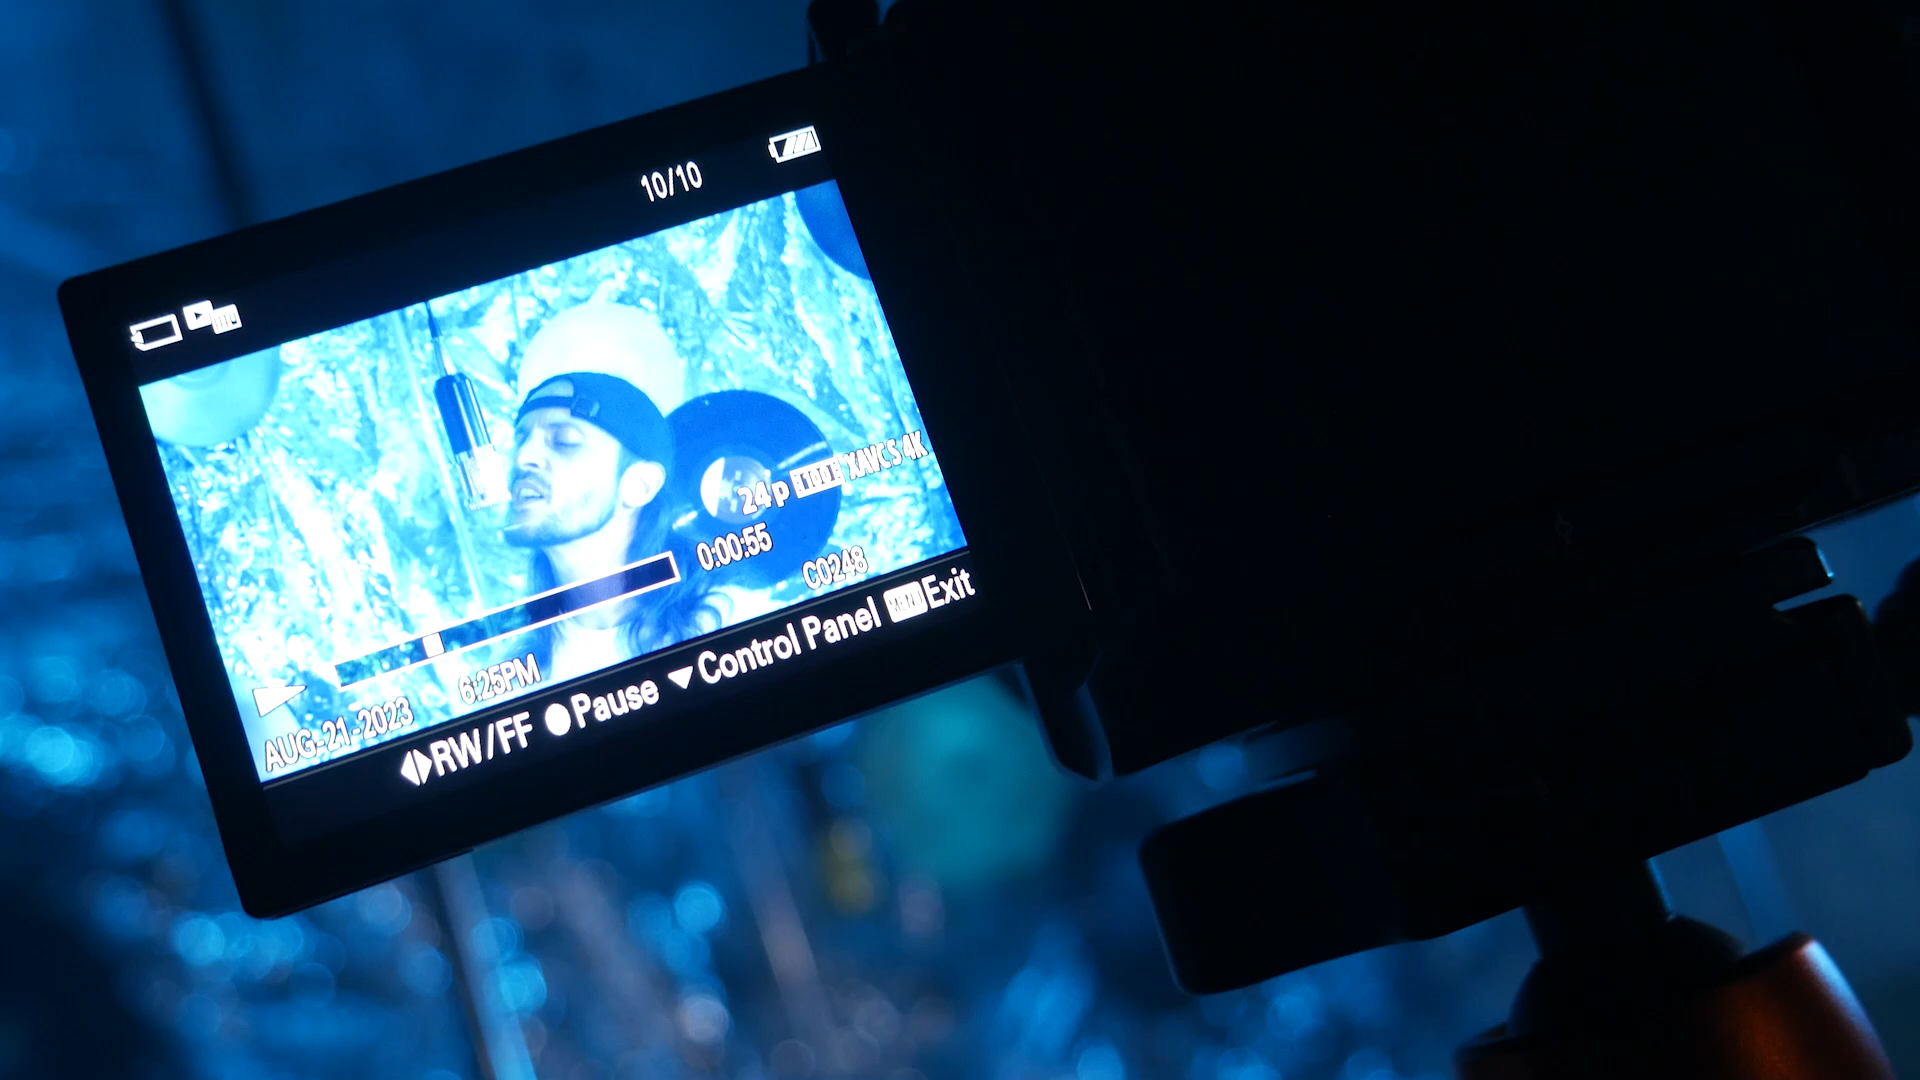 10/10
24p XAVC S 4K
0:00:55
C0248
6:25PM
AUG-21-2023
RW/FF Pause Control Panel MENU Exit